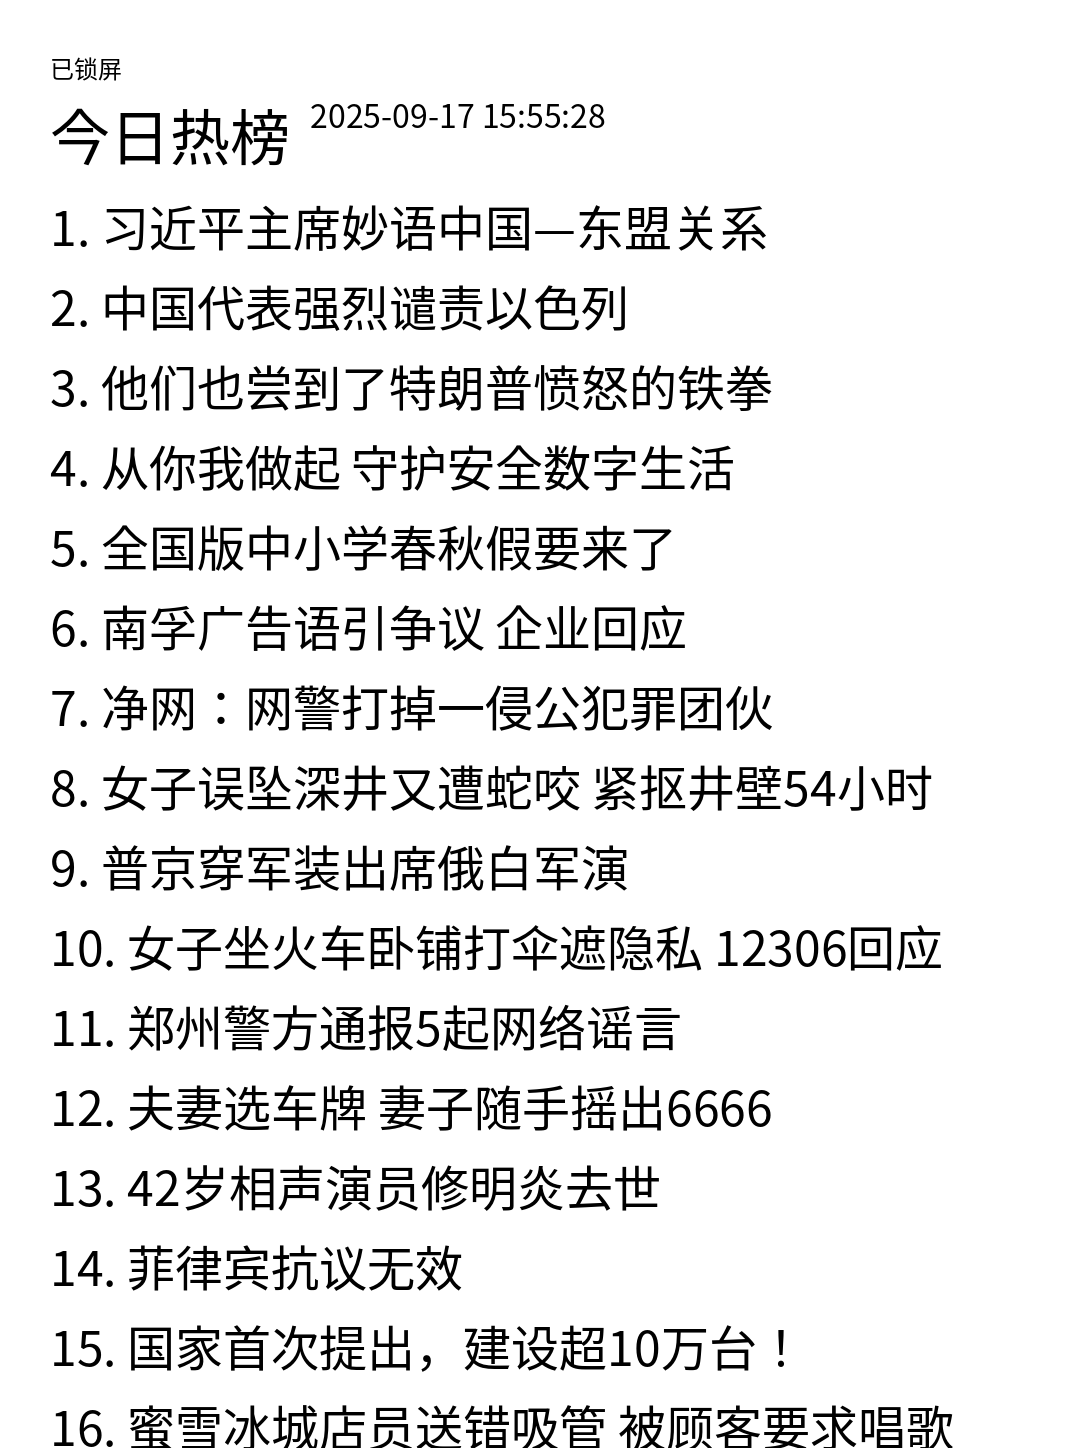 已锁屏
今日热榜 2025-09-17 15:55:28
1. 习近平主席妙语中国—东盟关系
2. 中国代表强烈谴责以色列
3. 他们也尝到了特朗普愤怒的铁拳
4. 从你我做起 守护安全数字生活
5. 全国版中小学春秋假要来了
6. 南孚广告语引争议 企业回应
7. 净网：网警打掉一侵公犯罪团伙
8. 女子误坠深井又遭蛇咬 紧抠井壁54小时
9. 普京穿军装出席俄白军演
10. 女子坐火车卧铺打伞遮隐私 12306回应
11. 郑州警方通报5起网络谣言
12. 夫妻选车牌 妻子随手摇出6666
13. 42岁相声演员修明炎去世
14. 菲律宾抗议无效
15. 国家首次提出，建设超10万台！
16. 蜜雪冰城店员送错吸管 被顾客要求唱歌